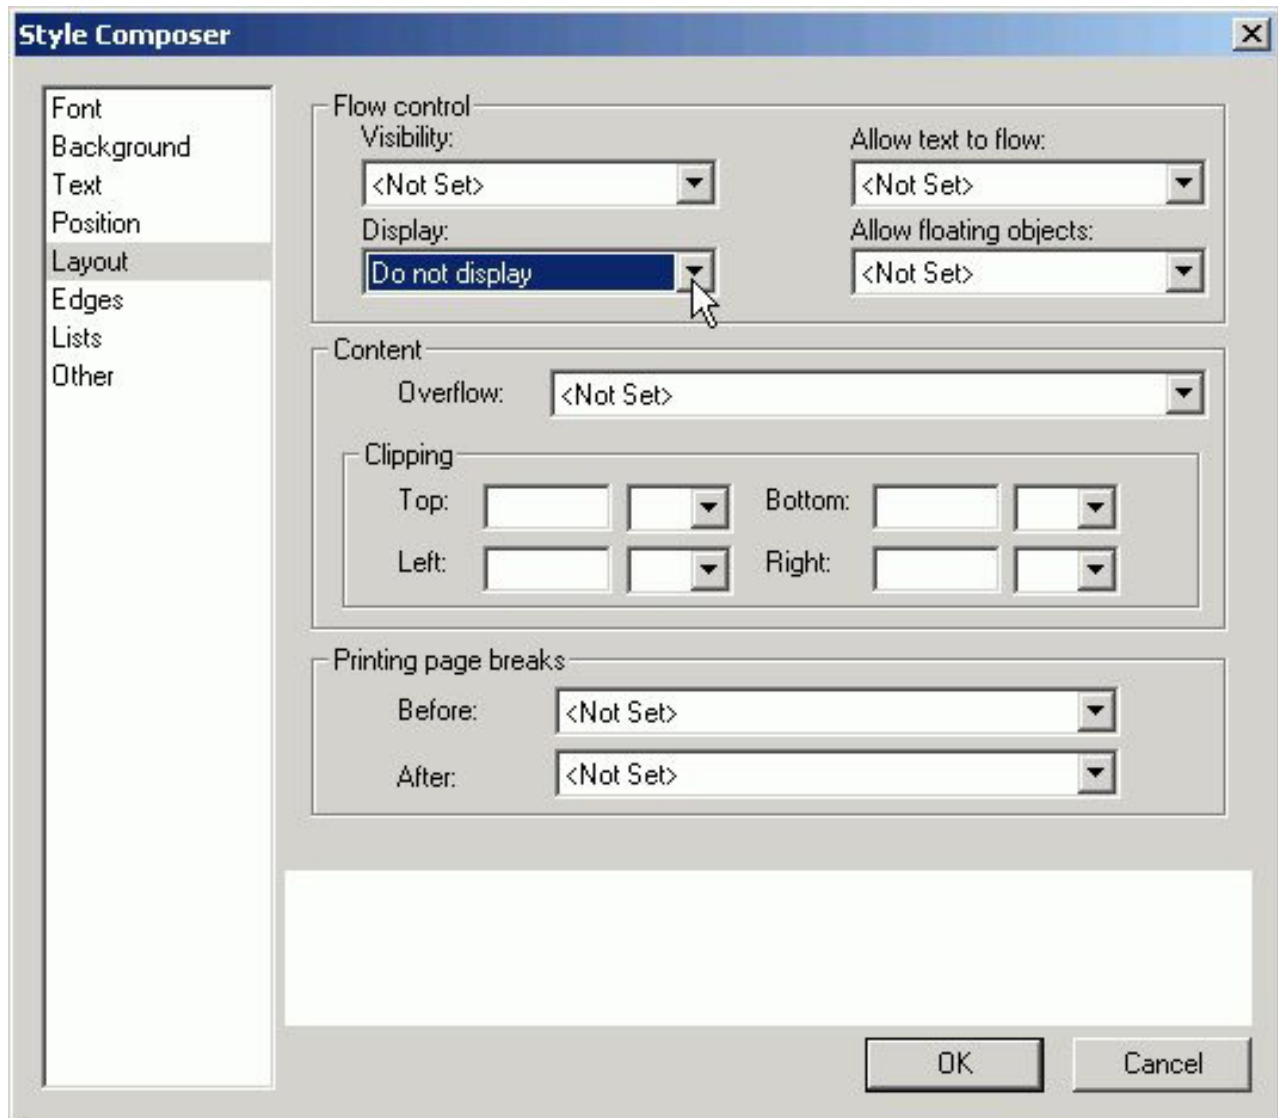 Style Composer
Font
Background
Text
Position
Layout
Edges
Lists
Other
Flow control
Visibility:
<Not Set>
Allow text to flow:
<Not Set>
Display:
Do not display
Allow floating objects:
<Not Set>
Content
Overflow: <Not Set>
Clipping
Top: Bottom:
Left: Right:
Printing page breaks
Before: <Not Set>
After: <Not Set>
OK Cancel